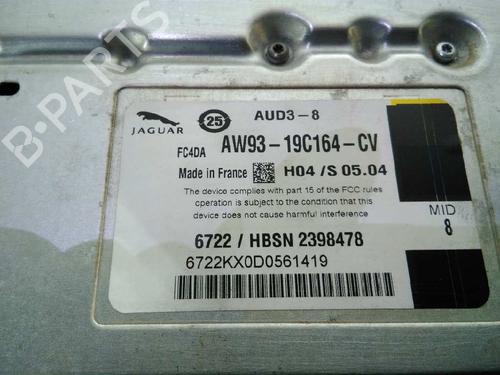 B-PARTS
JAGUAR
25
AUD3-8
FC4DA
AW93-19C164-CV
Made in France
H04 /S 05.04
The device complies with part 15 of the FCC rules
operation is subject to the condition that this
device does not cause harmful interference
MID
8
6722 / HBSN 2398478
6722KX0D0561419